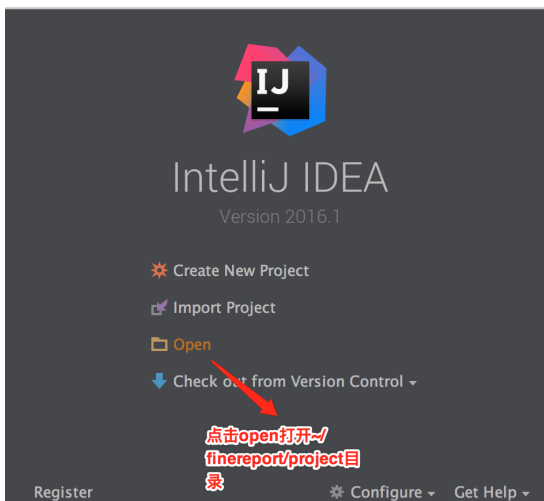 IJ
IntelliJ IDEA
Version 2016.1
Create New Project
Import Project
Open
Check out from Version Control
点击open打开~/
finereport/project目
录
Register
Configure
Get Help